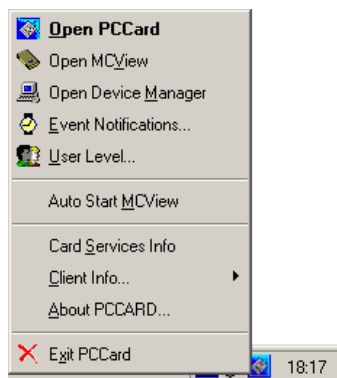 Open PCCard
Open MCView
Open Device Manager
Event Notifications...
User Level...
Auto Start MCView
Card Services Info
Client Info...
About PCCARD...
Exit PCCard
18:17